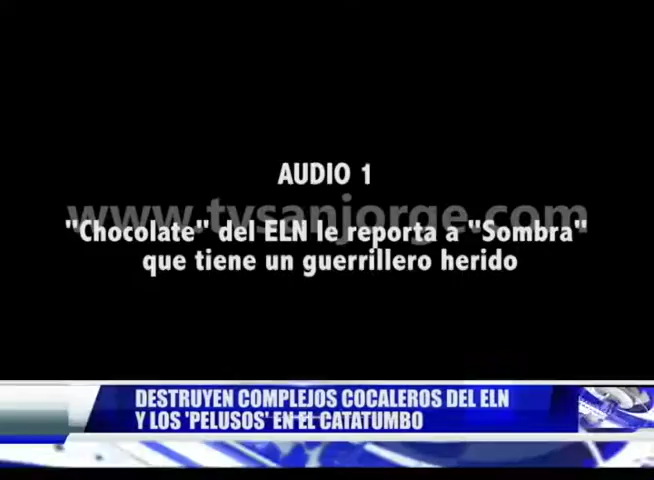 AUDIO 1
www.tvsanjorge.com
"Chocolate" del ELN le reporta a "Sombra"
que tiene un guerrillero herido
DESTRUYEN COMPLEJOS COCALEROS DEL ELN
Y LOS 'PELUSOS' EN EL CATATUMBO